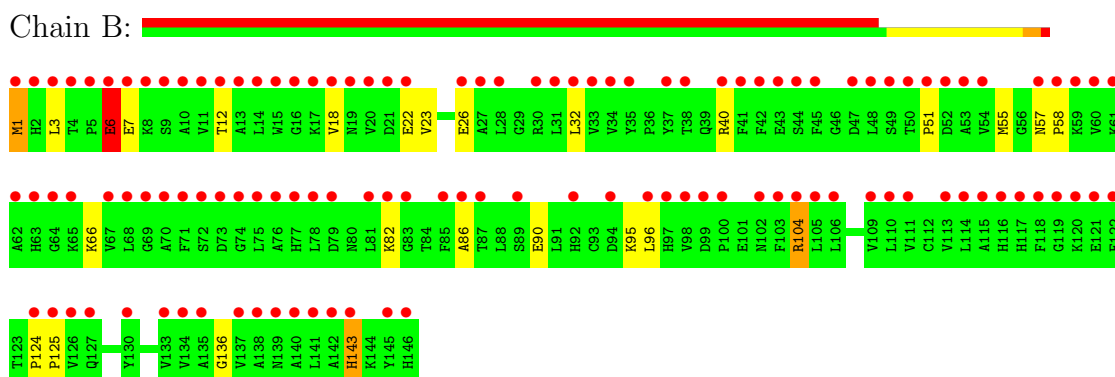 Chain B:
M1 H2 L3 T4 P5 E6 E7 K8 S9 A10 V11 T12 A13 L14 W15 G16 K17 V18 N19 V20 D21 E22 V23 E26 A27 L28 G29 R30 L31 L32 V33 V34 Y35 P36 Y37 T38 Q39 R40 F41 F42 E43 S44 F45 G46 D47 L48 S49 T50 P51 D52 A53 V54 M55 G56 N57 P58 K59 V60 K61
A62 H63 G64 K65 K66 V67 L68 G69 A70 F71 S72 D73 G74 L75 A76 H77 L78 D79 N80 L81 K82 G83 T84 F85 A86 T87 L88 S89 E90 L91 H92 C93 D94 K95 L96 H97 V98 D99 P100 E101 N102 F103 R104 L105 L106 V109 L110 V111 C112 V113 L114 A115 H116 H117 F118 G119 K120 E121 F122
T123 P124 P125 V126 Q127 Y130 V133 V134 A135 G136 V137 A138 N139 A140 L141 A142 H143 K144 Y145 H146